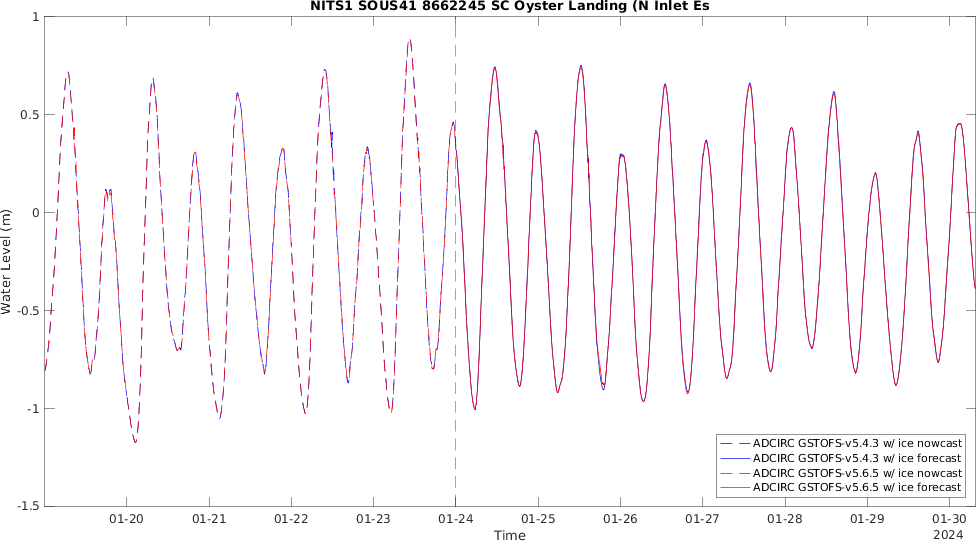 NITS1 SOUS41 8662245 SC Oyster Landing (N Inlet Es
1
0.5
0
-0.5
-1
-1.5
Water Level (m)
ADCIRC GSTOFS-v5.4.3 w/ ice nowcast
ADCIRC GSTOFS-v5.4.3 w/ ice forecast
ADCIRC GSTOFS-v5.6.5 w/ ice nowcast
ADCIRC GSTOFS-v5.6.5 w/ ice forecast
01-20 01-21 01-22 01-23 01-24 01-25 01-26 01-27 01-28 01-29 01-30
Time 2024